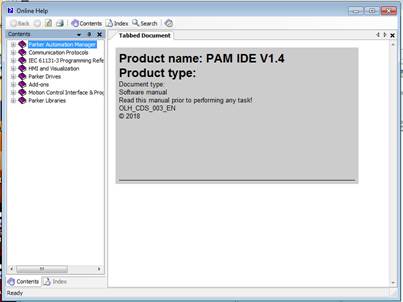 Online Help
Back
Contents
Index
Search
Contents
Parker Automation Manager
Communication Protocols
IEC 61131-3 Programming Refe
HMI and Visualization
Parker Drives
Add-ons
Motion Control Interface & Prog
Parker Libraries
Contents
Index
Tabbed Document
Product name: PAM IDE V1.4
Product type:
Document type:
Software manual
Read this manual prior to performing any task!
OLH_CDS_003_EN
© 2018
Ready